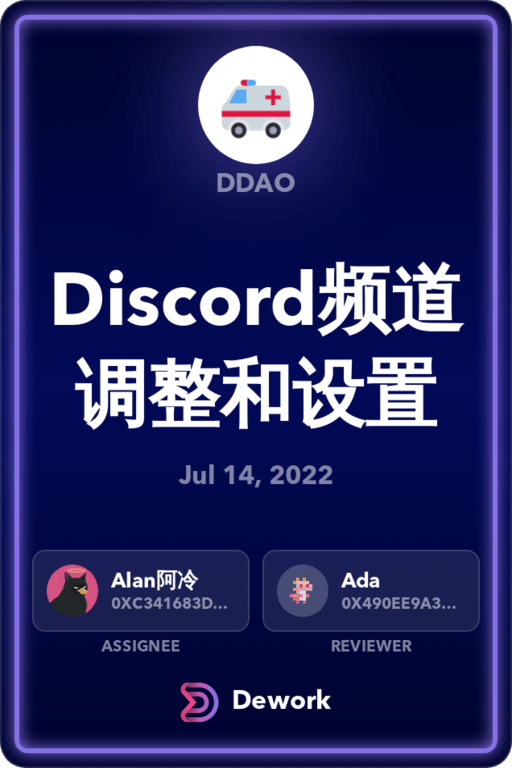 DDAO
Discord频道
调整和设置
Jul 14, 2022
Alan阿冷
0XC341683D...
ASSIGNEE
Ada
0X490EE9A3...
REVIEWER
Dework